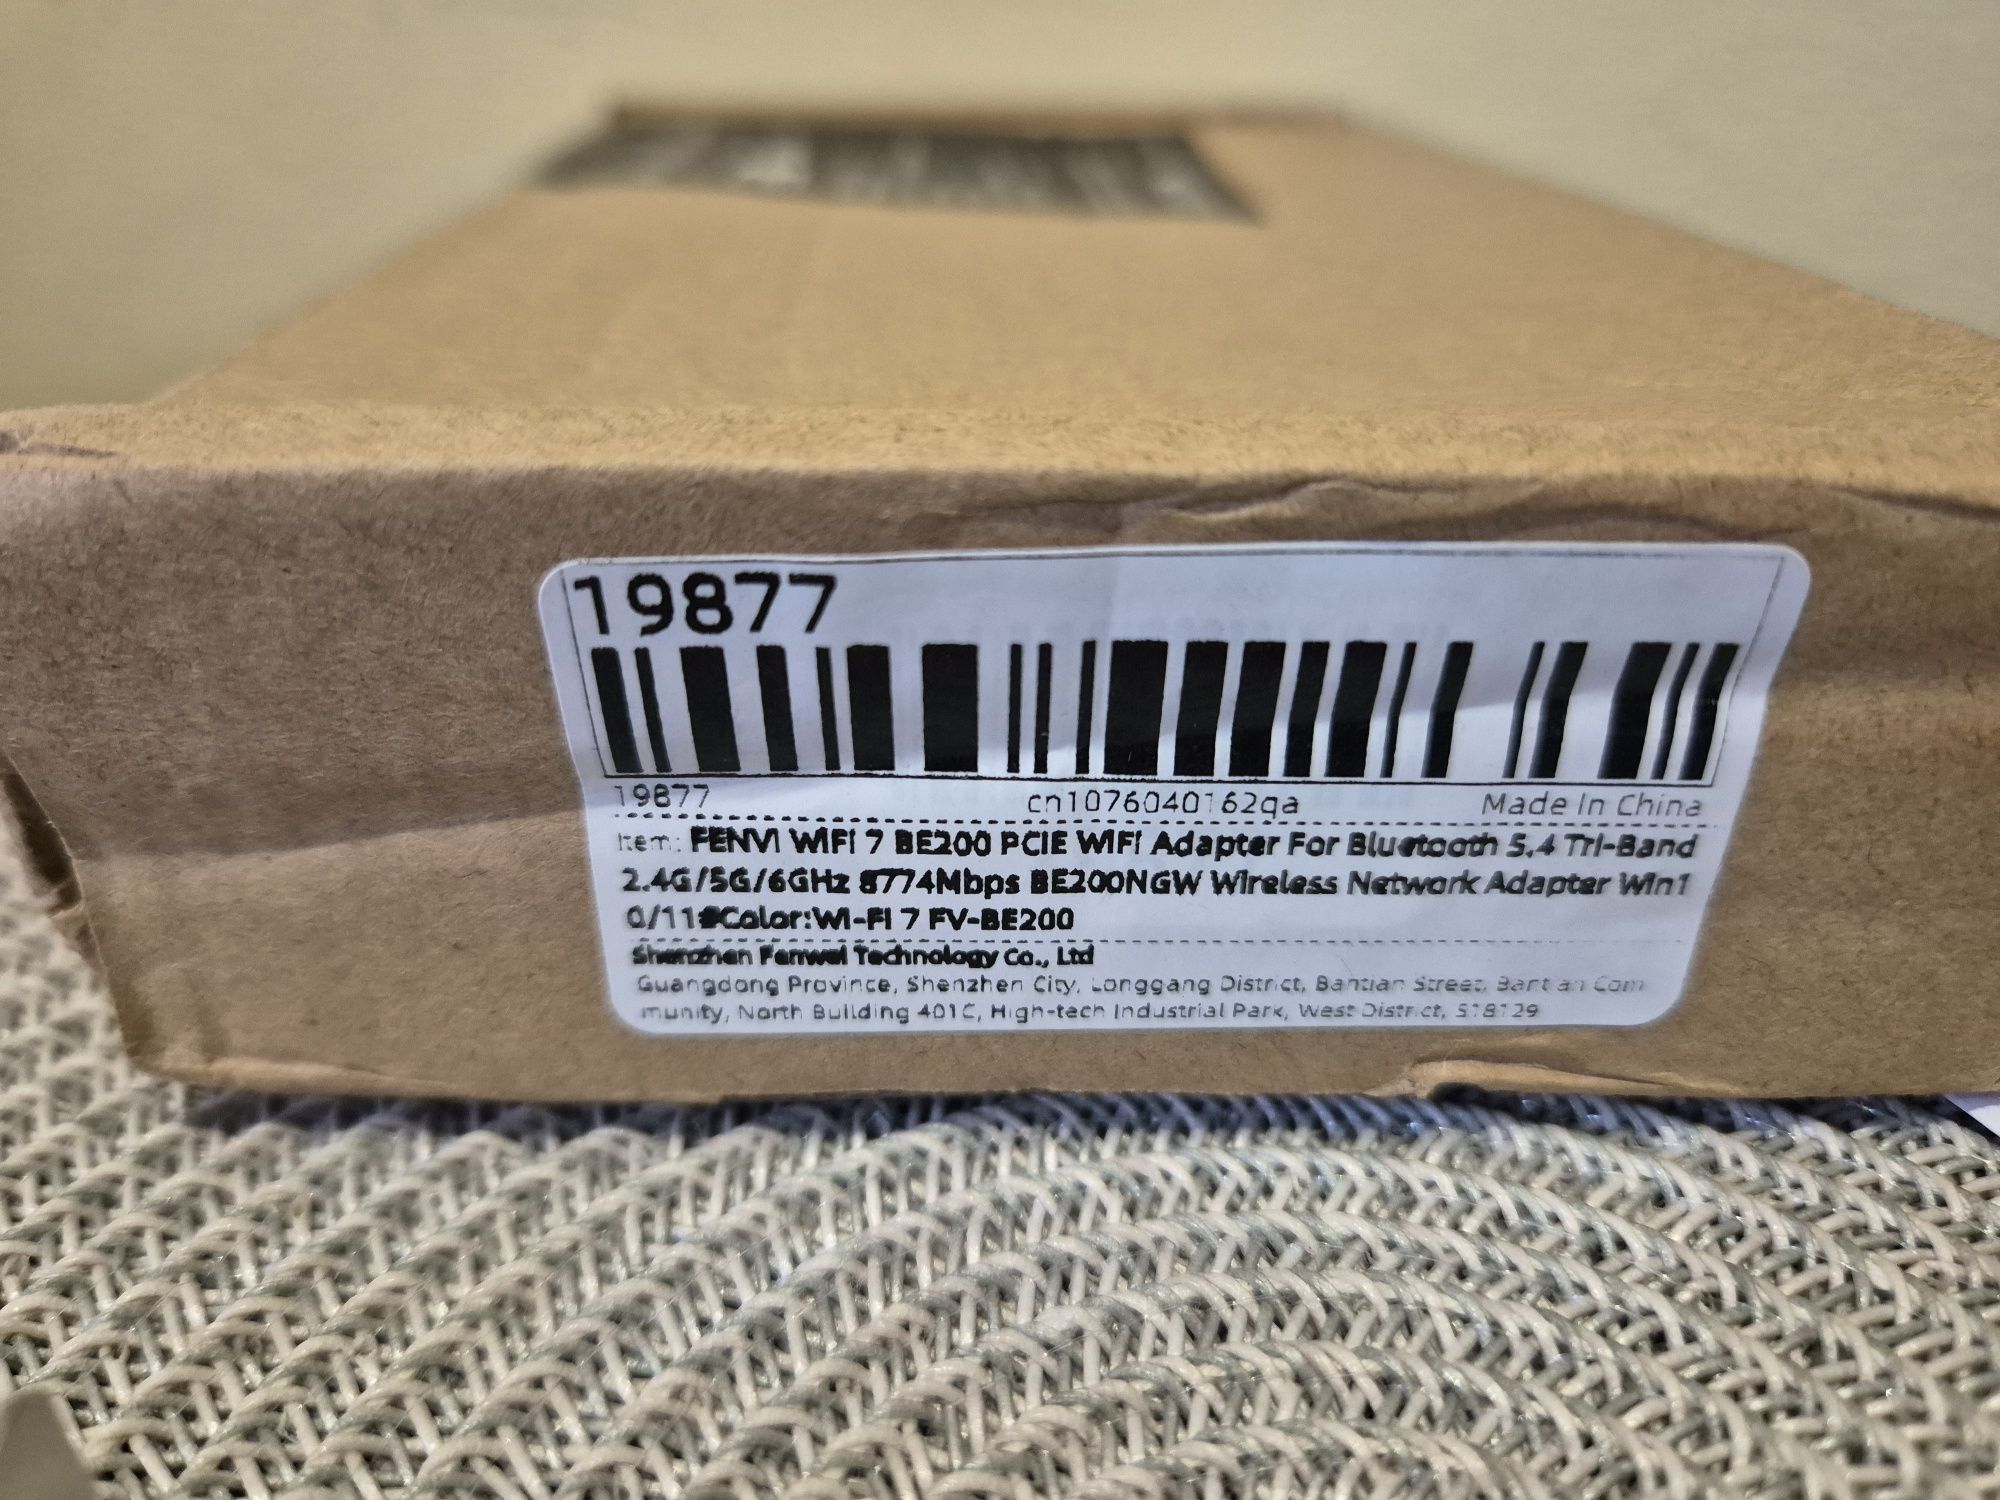 19877
19877 cn1076040162qa Made In China
Item: FENVI WIFI 7 BE200 PCIE WIFI Adapter For Bluetooth 5.4 Tri-Band
2.4G/5G/6GHz 8774Mbps BE200NGW Wireless Network Adapter Win1
0/11#Color:WI-FI 7 FV-BE200
Shenzhen Fenwei Technology Co., Ltd
Guangdong Province, Shenzhen City, Longgang District, Bantian Street, Bantian Com
munity, North Building 401C, High-tech Industrial Park, West District, 518129